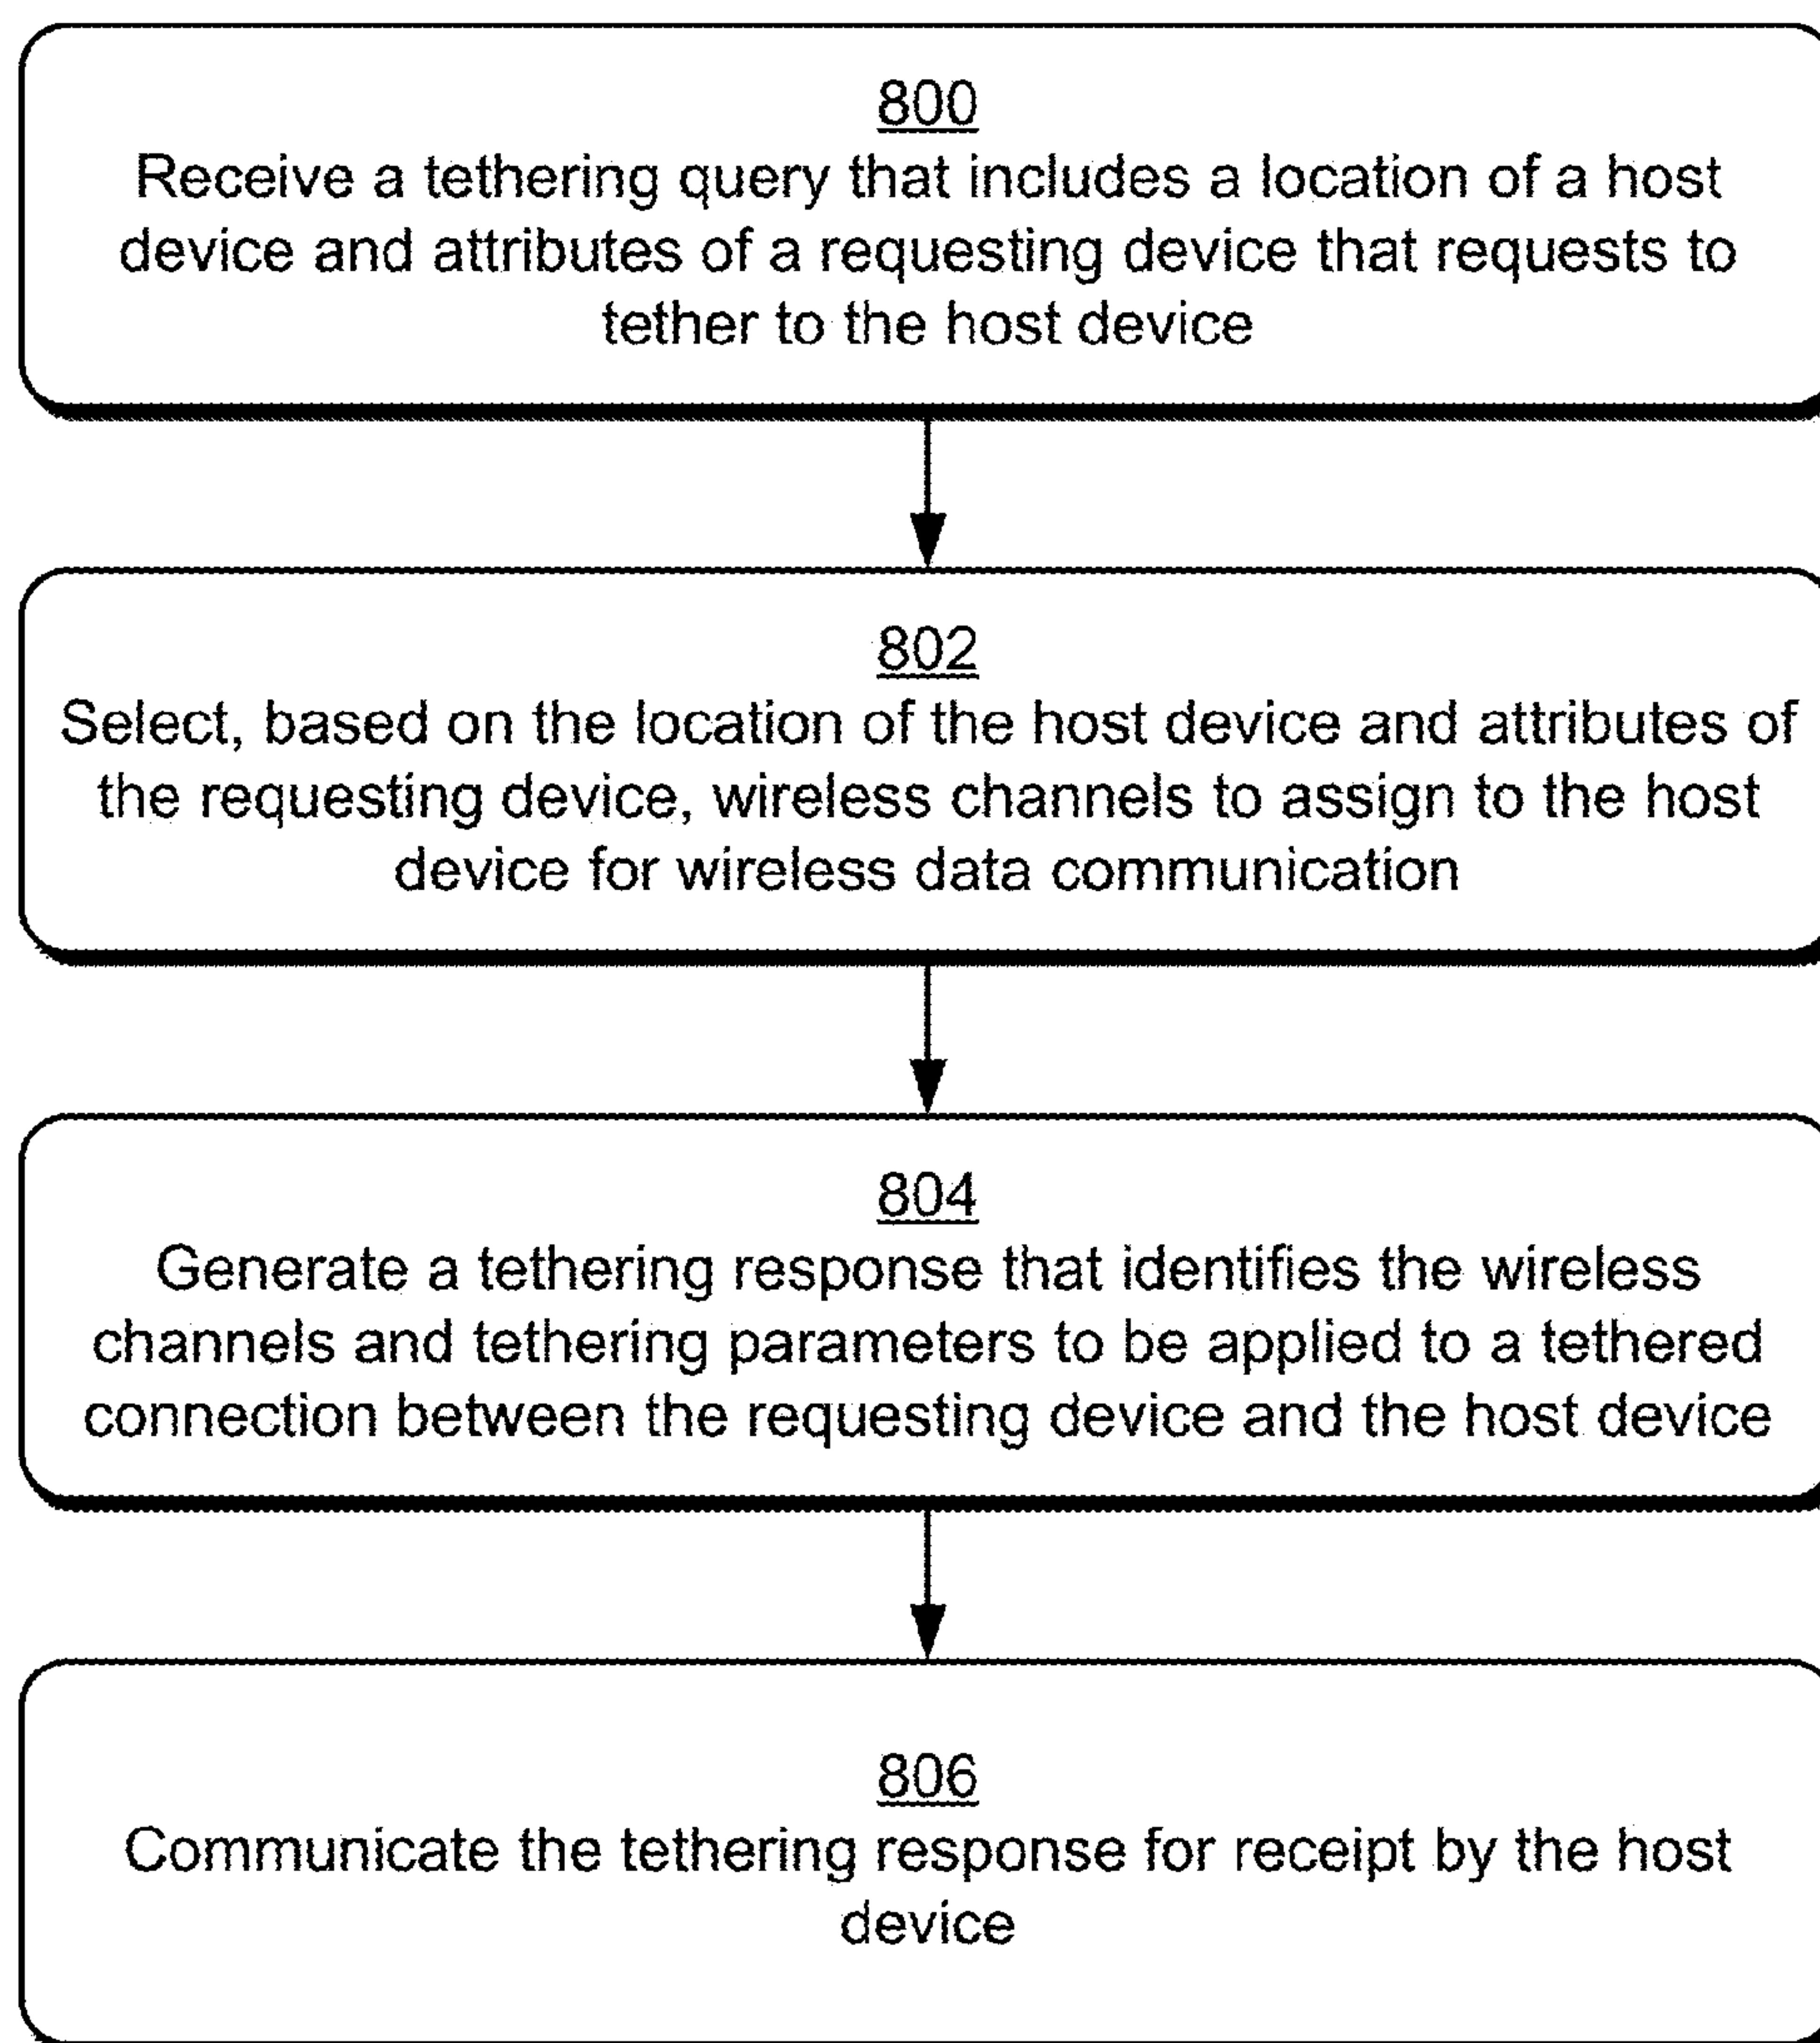 800
Receive a tethering query that includes a location of a host
device and attributes of a requesting device that requests to
tether to the host device
802
Select, based on the location of the host device and attributes of
the requesting device, wireless channels to assign to the host
device for wireless data communication
804
Generate a tethering response that identifies the wireless
channels and tethering parameters to be applied to a tethered
connection between the requesting device and the host device
806
Communicate the tethering response for receipt by the host
device